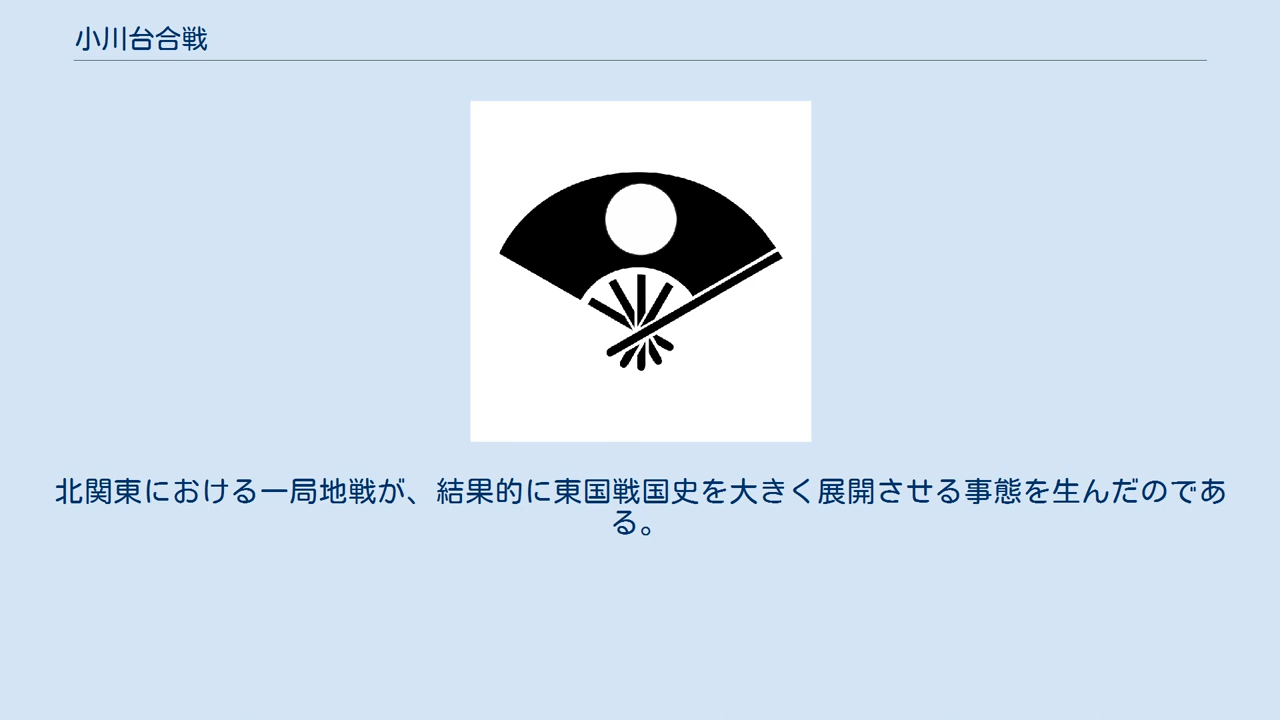 小川台合戦
北関東における一局地戦が、結果的に東国戦国史を大きく展開させる事態を生んだのであ
る。